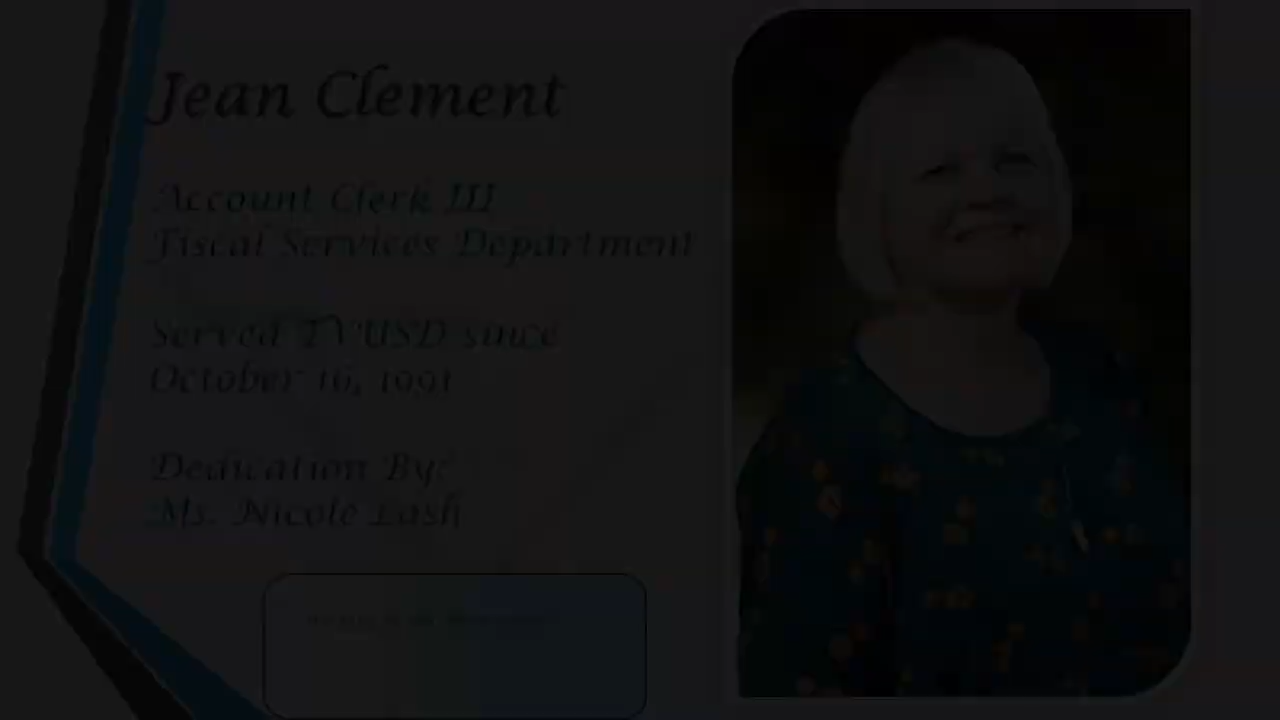 Jean Clement
Account Clerk III
Fiscal Services Department
Served TVUSD since
October 16, 1991
Dedication By:
Ms. Nicole Lash